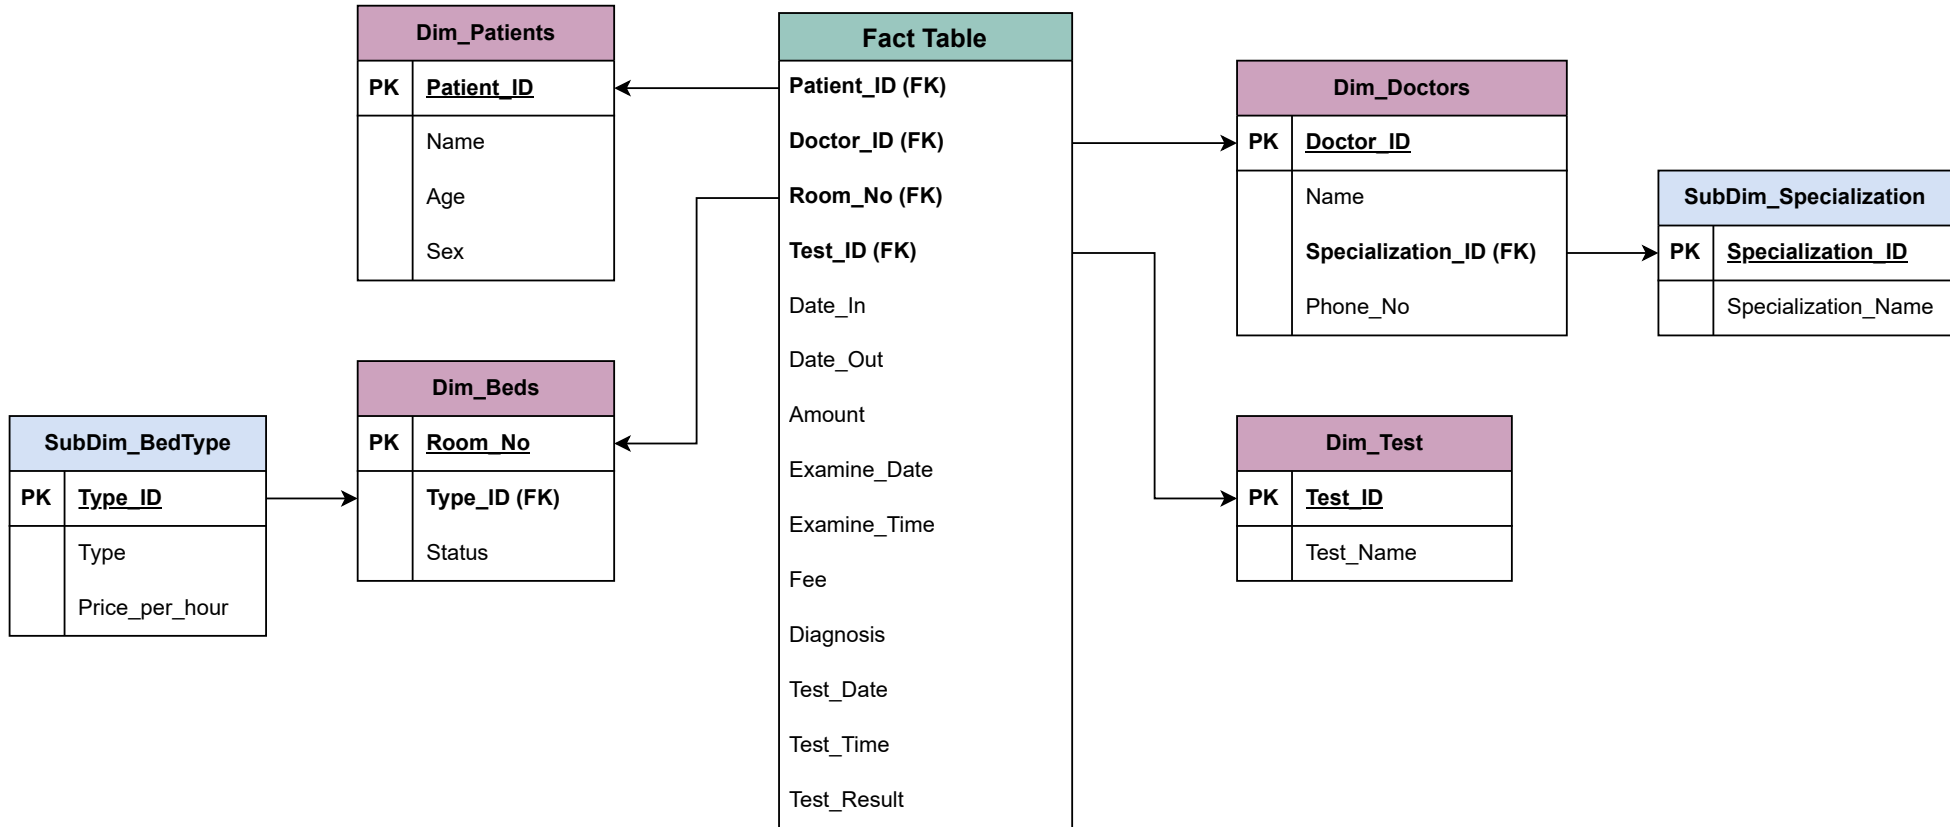 Dim_Patients
PK Patient_ID
Name
Age
Sex
Fact Table
Patient_ID (FK)
Doctor_ID (FK)
Room_No (FK)
Test_ID (FK)
Date_In
Date_Out
Amount
Examine_Date
Examine_Time
Fee
Diagnosis
Test_Date
Test_Time
Test_Result
Dim_Doctors
PK Doctor_ID
Name
Specialization_ID (FK)
Phone_No
SubDim_Specialization
PK Specialization_ID
Specialization_Name
SubDim_BedType
PK Type_ID
Type
Price_per_hour
Dim_Beds
PK Room_No
Type_ID (FK)
Status
Dim_Test
PK Test_ID
Test_Name